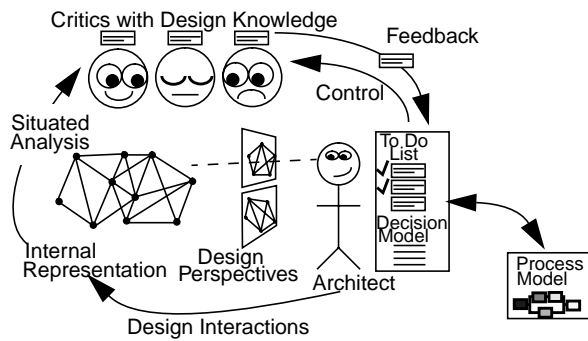 Critics with Design Knowledge
Feedback
Control
Situated
Analysis
To Do
List
Decision
Model
Internal
Representation
Design
Perspectives
Architect
Process
Model
Design Interactions